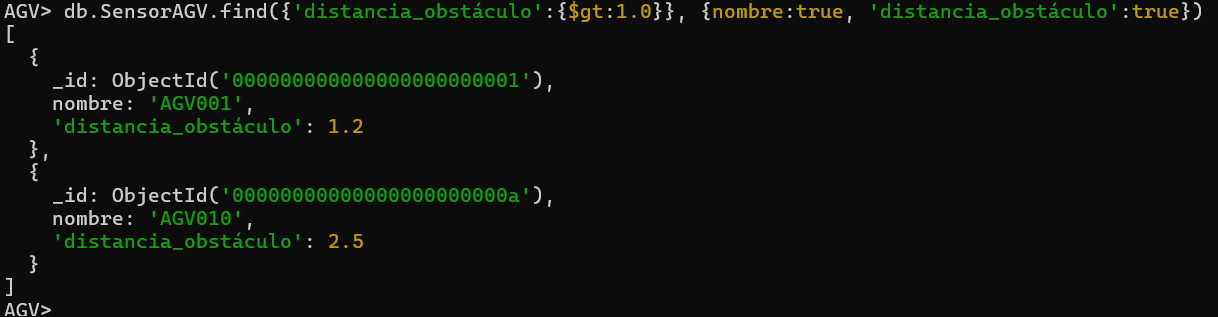 AGV> db.SensorAGV.find({'distancia_obstáculo':{$gt:1.0}}, {nombre:true, 'distancia_obstáculo':true})
[
  {
    _id: ObjectId('000000000000000000000001'),
    nombre: 'AGV001',
    'distancia_obstáculo': 1.2
  },
  {
    _id: ObjectId('00000000000000000000000a'),
    nombre: 'AGV010',
    'distancia_obstáculo': 2.5
  }
]
AGV>